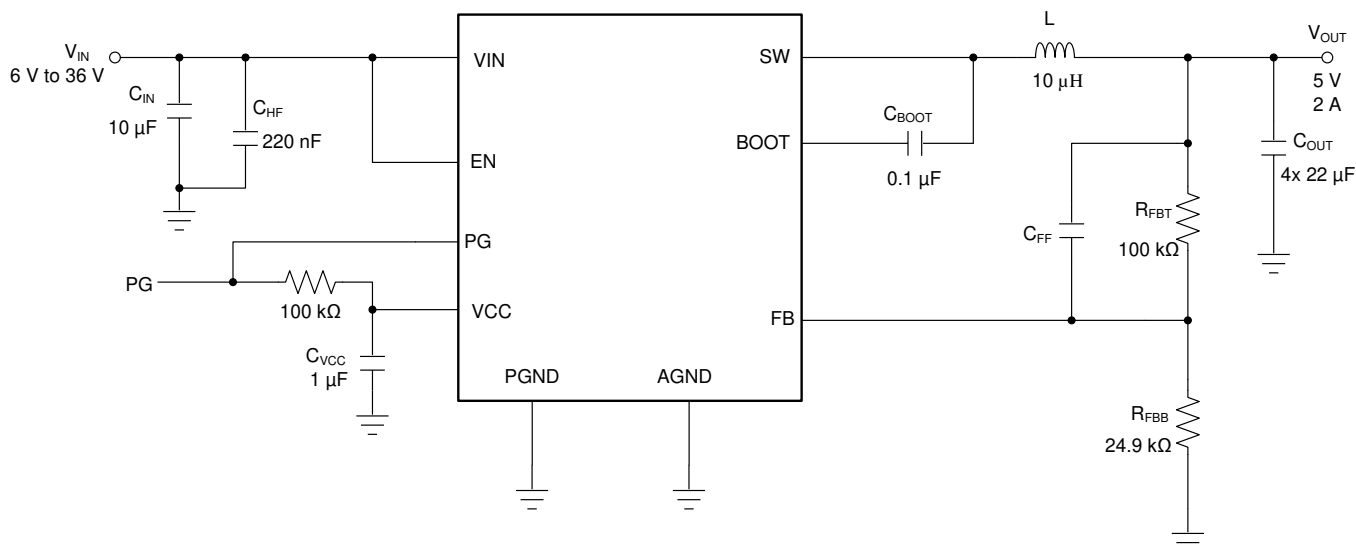 V_IN
6 V to 36 V
C_IN
10 µF
C_HF
220 nF
VIN
EN
PG
PG
100 kΩ
VCC
C_VCC
1 µF
PGND
AGND
SW
BOOT
FB
C_BOOT
0.1 µF
L
10 µH
C_FF
R_FBT
100 kΩ
R_FBB
24.9 kΩ
V_OUT
5 V
2 A
C_OUT
4x 22 µF